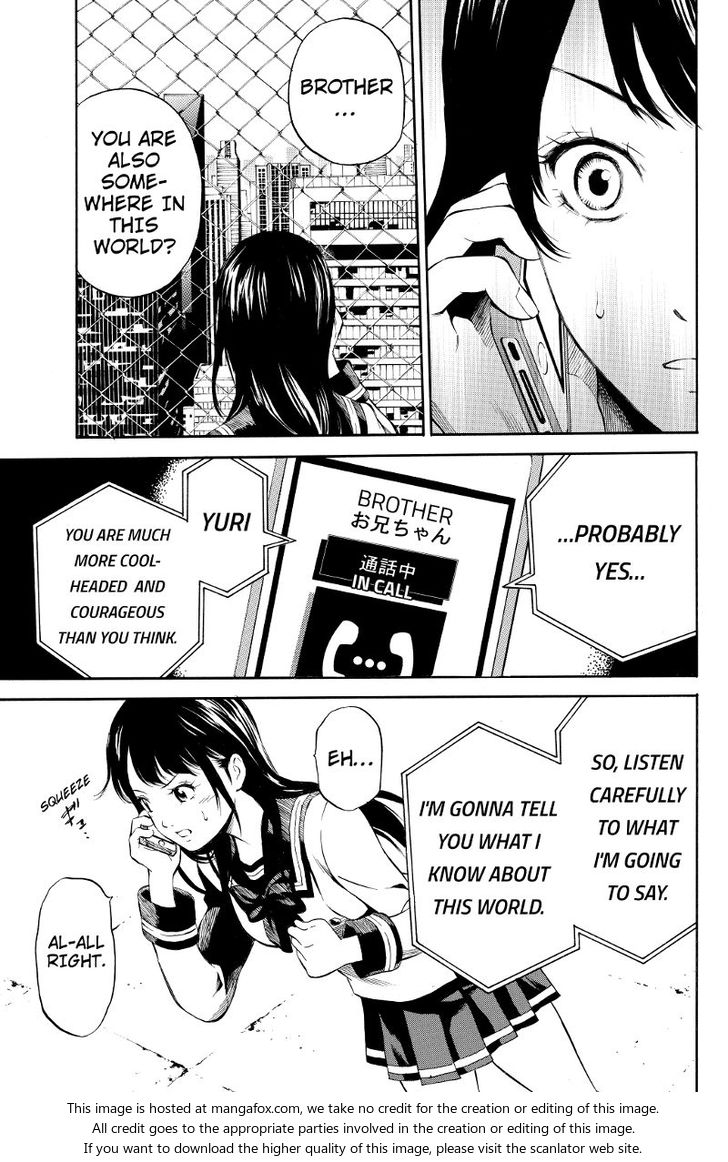 BROTHER
...
YOU ARE
ALSO
SOME-
WHERE IN
THIS
WORLD?
...PROBABLY
YES...
BROTHER
お兄ちゃん
通話中
IN CALL
YURI
YOU ARE MUCH
MORE COOL-
HEADED AND
COURAGEOUS
THAN YOU THINK.
SO, LISTEN
CAREFULLY
TO WHAT
I'M GOING
TO SAY.
I'M GONNA TELL
YOU WHAT I
KNOW ABOUT
THIS WORLD.
EH...
SQUEEZE
ギュ...
AL-ALL
RIGHT.
This image is hosted at mangafox.com, we take no credit for the creation or editing of this image.
All credit goes to the appropriate parties involved in the creation or editing of this image.
If you want to download the higher quality of this image, please visit the scanlator web site.